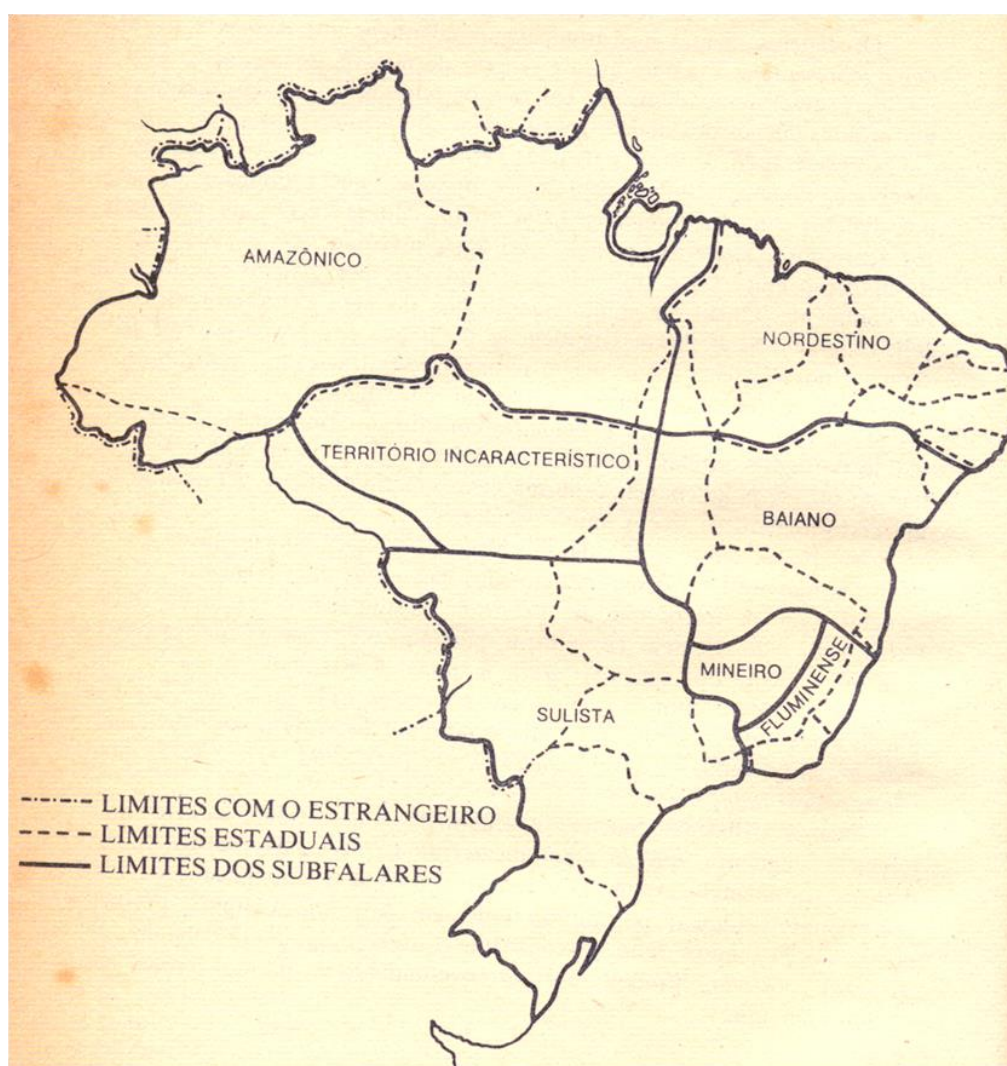 AMAZÔNICO
NORDESTINO
TERRITÓRIO INCARACTERÍSTICO
BAIANO
MINEIRO
FLUMINENSE
SULISTA
LIMITES COM O ESTRANGEIRO
LIMITES ESTADUAIS
LIMITES DOS SUBFALARES